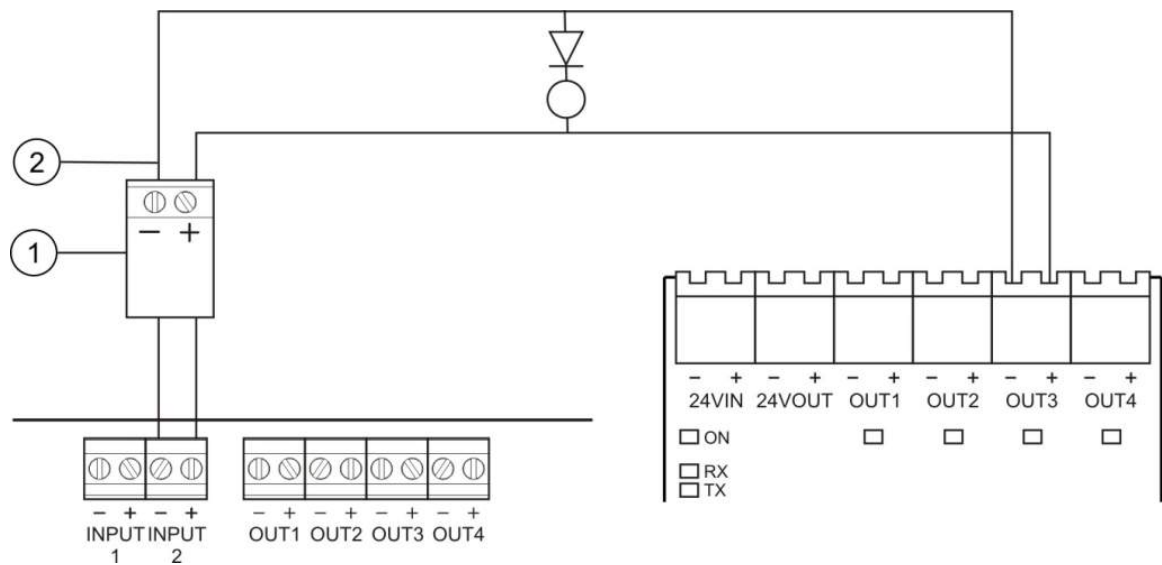 2
1
− +
− + − + − + − + − + − +
24VIN 24VOUT OUT1 OUT2 OUT3 OUT4
ON
RX
TX
− + − + − + − + − + − +
INPUT INPUT OUT1 OUT2 OUT3 OUT4
1 2